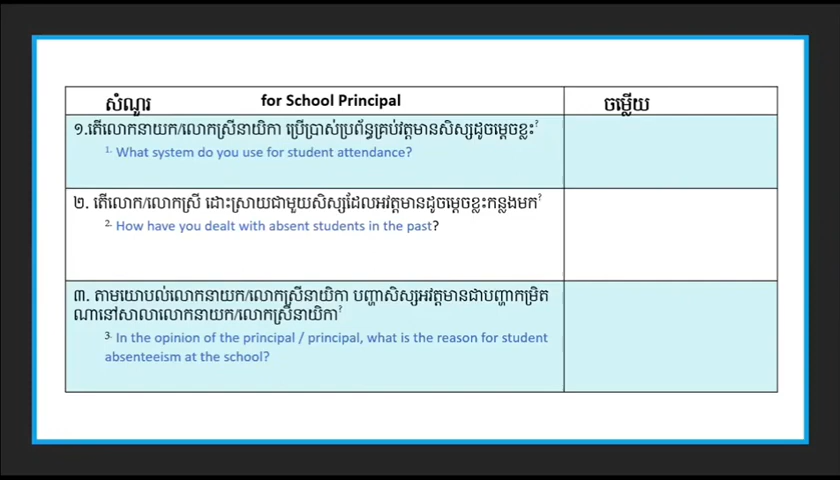 សំណួរ for School Principal ចម្លើយ
១.តើលោកនាយក/លោកស្រីនាយិកា ប្រើប្រាស់ប្រព័ន្ធគ្រប់វត្តមានសិស្សដូចម្តេចខ្លះ?
1. What system do you use for student attendance?
២. តើលោក/លោកស្រី ដោះស្រាយជាមួយសិស្សដែលអវត្តមានដូចម្តេចខ្លះកន្លងមក?
2. How have you dealt with absent students in the past?
៣. តាមយោបល់លោកនាយក/លោកស្រីនាយិកា បញ្ហាសិស្សអវត្តមានជាបញ្ហាកម្រិត
ណានៅសាលាលោកនាយក/លោកស្រីនាយិកា?
3. In the opinion of the principal / principal, what is the reason for student
absenteeism at the school?